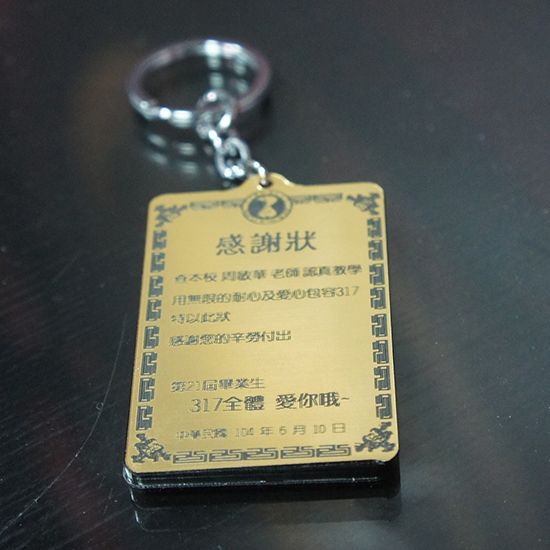 感謝狀
查本校 周敏華 老師 認真教學
用無限的耐心及愛心包容317
特以此狀
感謝您的辛勞付出
第21屆畢業生
317全體 愛你哦~
中華民國 104 年 6 月 10 日